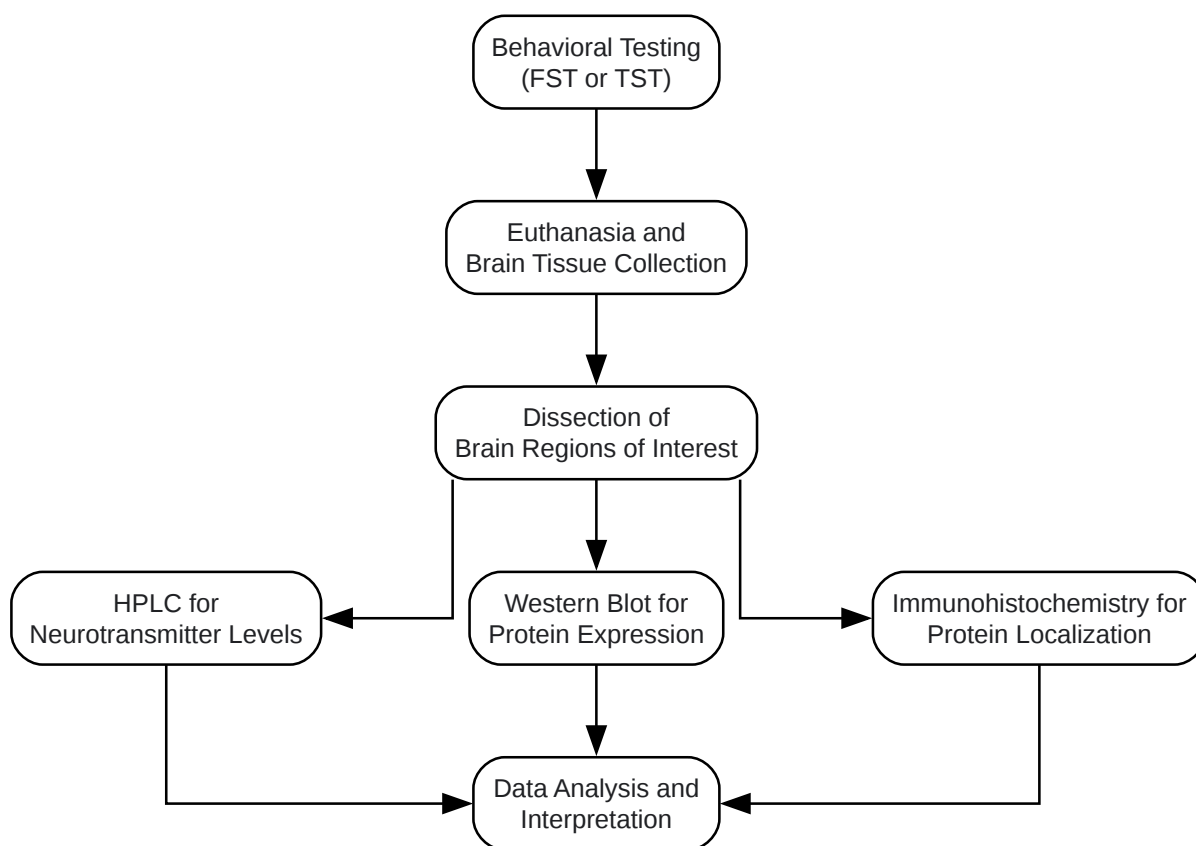 Behavioral Testing
(FST or TST)
Euthanasia and
Brain Tissue Collection
Dissection of
Brain Regions of Interest
HPLC for
Neurotransmitter Levels
Western Blot for
Protein Expression
Immunohistochemistry for
Protein Localization
Data Analysis and
Interpretation